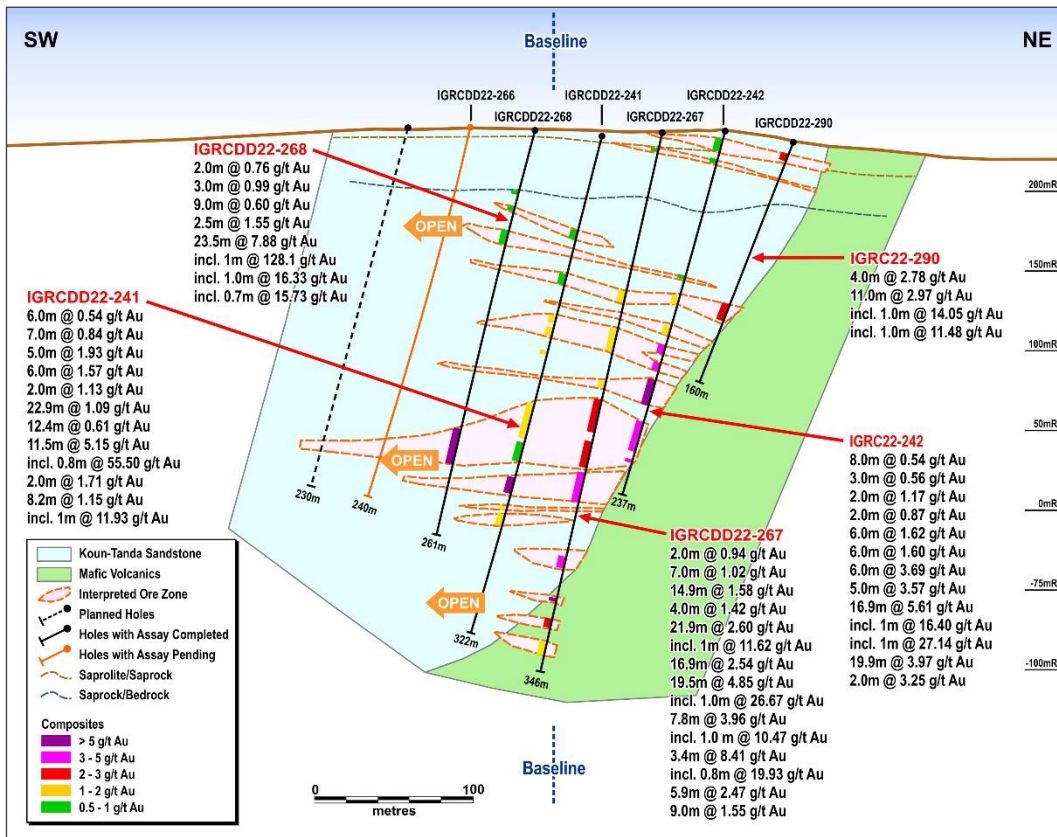 SW
Baseline
NE
IGRCDD22-266
IGRCDD22-268
IGRCDD22-241
IGRCDD22-267
IGRCDD22-242
IGRCDD22-290
IGRCDD22-268
2.0m @ 0.76 g/t Au
3.0m @ 0.99 g/t Au
9.0m @ 0.60 g/t Au
2.5m @ 1.55 g/t Au
23.5m @ 7.88 g/t Au
incl. 1m @ 128.1 g/t Au
incl. 1.0m @ 16.33 g/t Au
incl. 0.7m @ 15.73 g/t Au
IGRCDD22-241
6.0m @ 0.54 g/t Au
7.0m @ 0.84 g/t Au
5.0m @ 1.93 g/t Au
6.0m @ 1.57 g/t Au
2.0m @ 1.13 g/t Au
22.9m @ 1.09 g/t Au
12.4m @ 0.61 g/t Au
11.5m @ 5.15 g/t Au
incl. 0.8m @ 55.50 g/t Au
2.0m @ 1.71 g/t Au
8.2m @ 1.15 g/t Au
incl. 1m @ 11.93 g/t Au
OPEN
OPEN
OPEN
200mR
150mR
100mR
50mR
0mR
-75mR
-100mR
IGRC22-290
4.0m @ 2.78 g/t Au
11.0m @ 2.97 g/t Au
incl. 1.0m @ 14.05 g/t Au
incl. 1.0m @ 11.48 g/t Au
IGRC22-242
8.0m @ 0.54 g/t Au
3.0m @ 0.56 g/t Au
2.0m @ 1.17 g/t Au
2.0m @ 0.87 g/t Au
6.0m @ 1.62 g/t Au
6.0m @ 1.60 g/t Au
6.0m @ 3.69 g/t Au
5.0m @ 3.57 g/t Au
16.9m @ 5.61 g/t Au
incl. 1m @ 16.40 g/t Au
incl. 1m @ 27.14 g/t Au
19.9m @ 3.97 g/t Au
2.0m @ 3.25 g/t Au
IGRCDD22-267
2.0m @ 0.94 g/t Au
7.0m @ 1.02 g/t Au
14.9m @ 1.58 g/t Au
4.0m @ 1.42 g/t Au
21.9m @ 2.60 g/t Au
incl. 1m @ 11.62 g/t Au
16.9m @ 2.54 g/t Au
19.5m @ 4.85 g/t Au
incl. 1.0m @ 26.67 g/t Au
7.8m @ 3.96 g/t Au
incl. 1.0 m @ 10.47 g/t Au
3.4m @ 8.41 g/t Au
incl. 0.8m @ 19.93 g/t Au
5.9m @ 2.47 g/t Au
9.0m @ 1.55 g/t Au
230m
240m
261m
322m
346m
237m
160m
Koun-Tanda Sandstone
Mafic Volcanics
Interpreted Ore Zone
Planned Holes
Holes with Assay Completed
Holes with Assay Pending
Saprolite/Saprock
Saprock/Bedrock
Composites
> 5 g/t Au
3 - 5 g/t Au
2 - 3 g/t Au
1 - 2 g/t Au
0.5 - 1 g/t Au
Baseline
0 100
metres